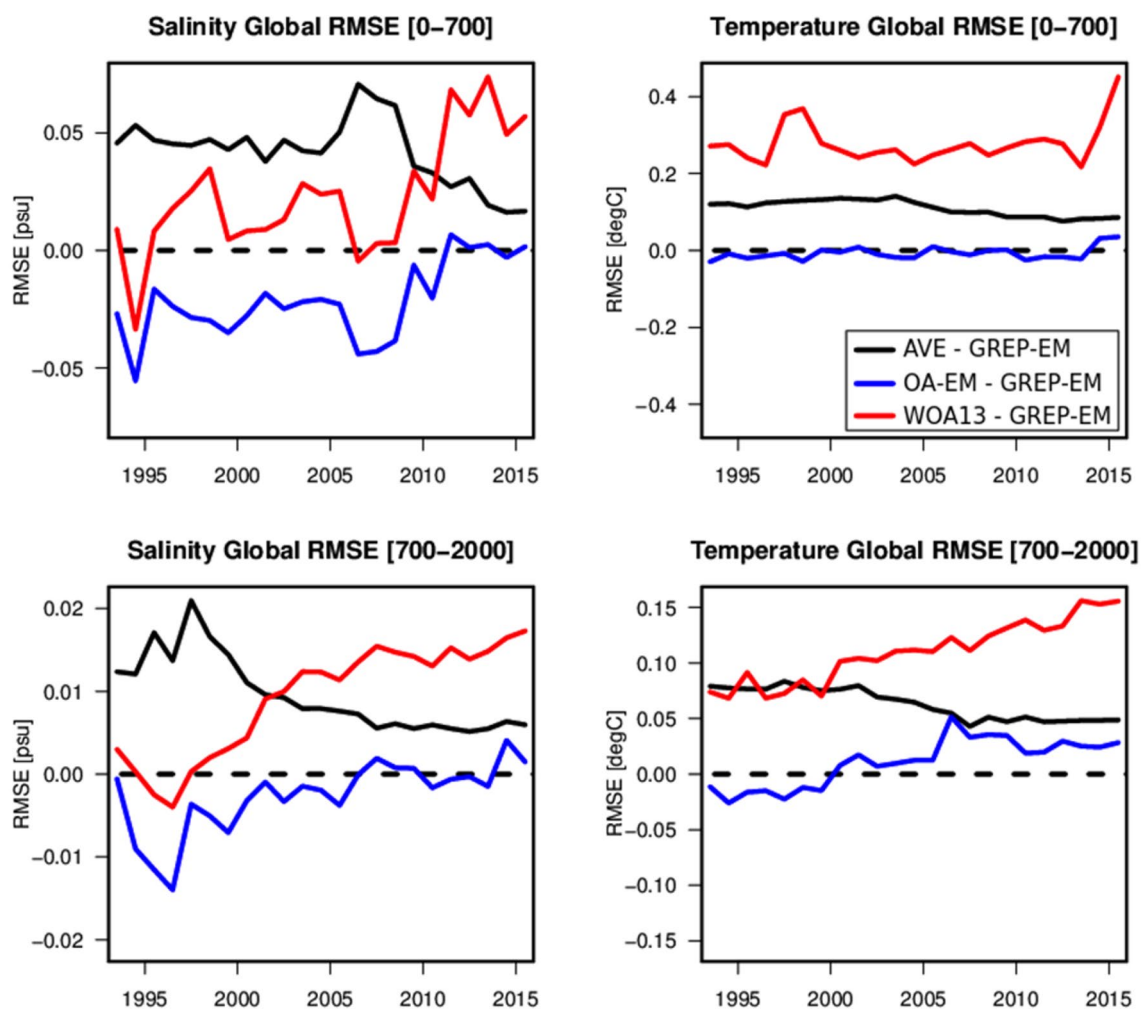 Salinity Global RMSE [0−700]
RMSE [psu]
0.05
0.00
−0.05
1995 2000 2005 2010 2015
Temperature Global RMSE [0−700]
RMSE [degC]
0.4
0.2
0.0
−0.2
−0.4
AVE - GREP-EM
OA-EM - GREP-EM
WOA13 - GREP-EM
1995 2000 2005 2010 2015
Salinity Global RMSE [700−2000]
RMSE [psu]
0.02
0.01
0.00
−0.01
−0.02
1995 2000 2005 2010 2015
Temperature Global RMSE [700−2000]
RMSE [degC]
0.15
0.10
0.05
0.00
−0.05
−0.10
−0.15
1995 2000 2005 2010 2015